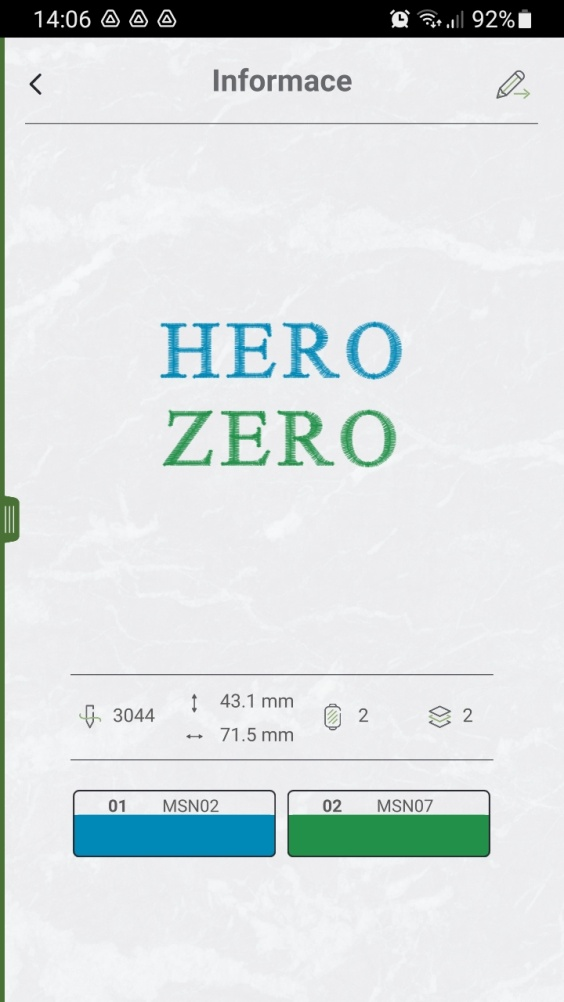 14:06 92%
Informace
HERO
ZERO
3044 43.1 mm 2 2
71.5 mm
01 MSN02 02 MSN07